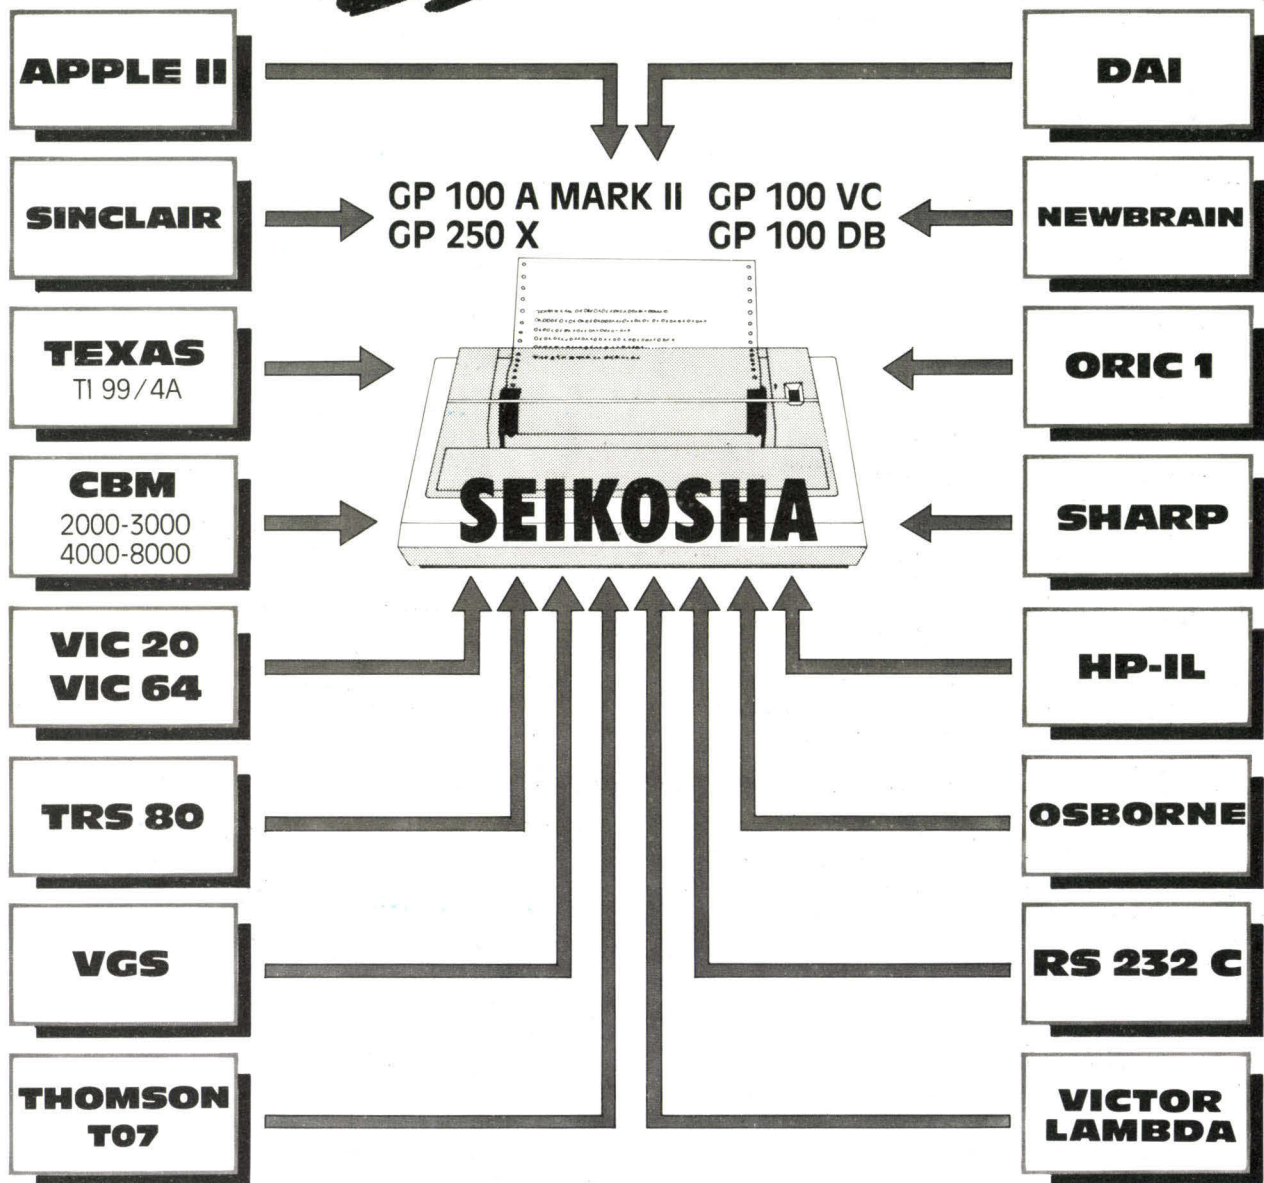 APPLE II
DAI
SINCLAIR
GP 100 A MARK II GP 100 VC
GP 250 X GP 100 DB
NEWBRAIN
TEXAS
TI 99/4A
ORIC 1
CBM
2000-3000
4000-8000
SEIKOSHA
SHARP
VIC 20
VIC 64
HP-IL
TRS 80
OSBORNE
VGS
RS 232 C
THOMSON
T07
VICTOR
LAMBDA